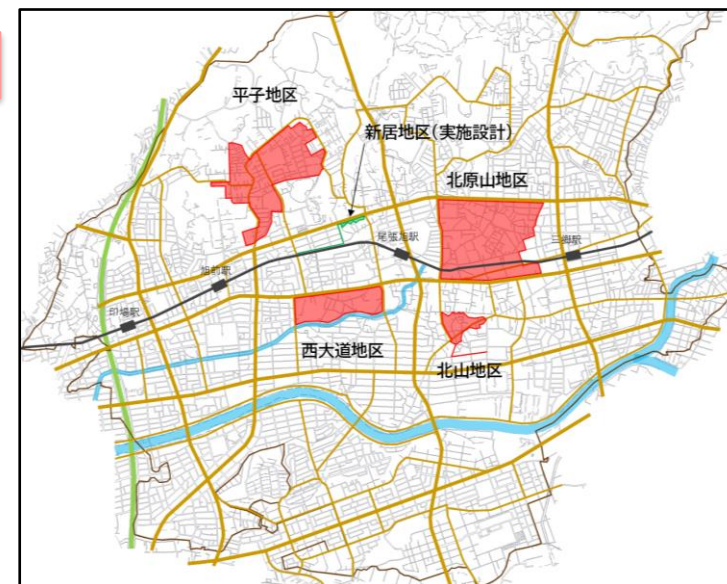 平子地区
新居地区(実施設計)
北原山地区
尾張旭駅
三郷駅
旭前駅
印場駅
西大道地区
北山地区